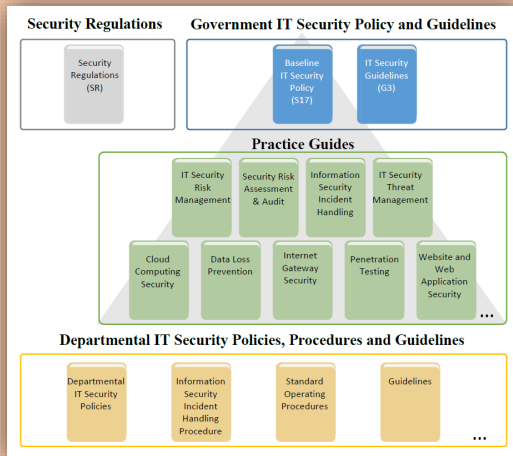 Security Regulations
Government IT Security Policy and Guidelines
Security
Regulations
(SR)
Baseline
IT Security
Policy
(S17)
IT Security
Guidelines
(G3)
Practice Guides
IT Security
Risk
Management
Security Risk
Assessment
& Audit
Information
Security
Incident
Handling
IT Security
Threat
Management
Cloud
Computing
Security
Data Loss
Prevention
Internet
Gateway
Security
Penetration
Testing
Website and
Web
Application
Security
...
Departmental IT Security Policies, Procedures and Guidelines
Departmental
IT Security
Policies
Information
Security
Incident
Handling
Procedure
Standard
Operating
Procedures
Guidelines
...